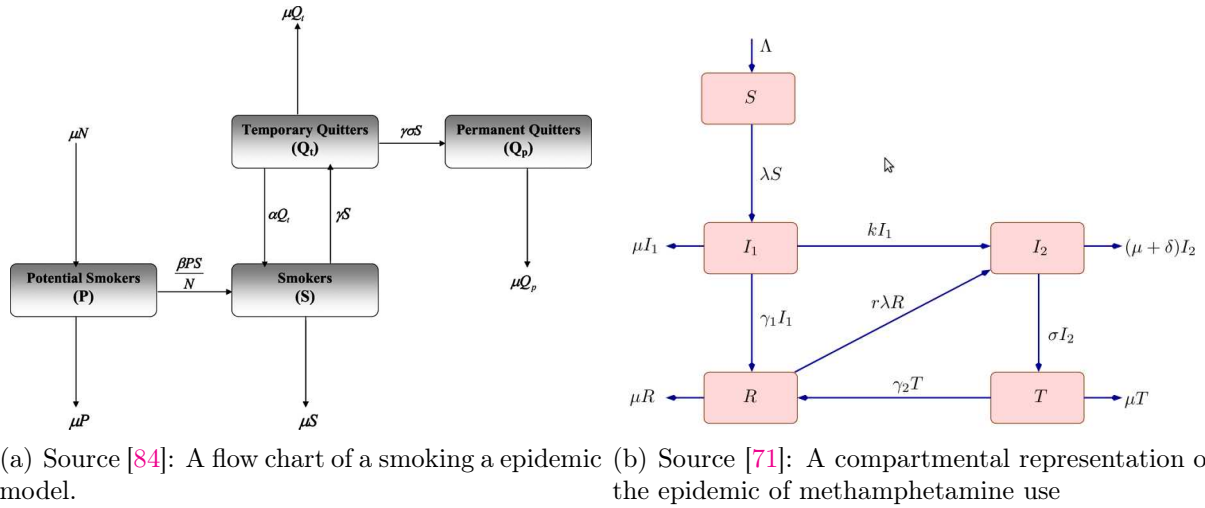 μQt
Temporary Quitters
(Qt)
γσS
Permanent Quitters
(Qp)
μN
αQt
γS
μQp
Potential Smokers
(P)
βPS
N
Smokers
(S)
μP
μS
(a) Source [84]: A flow chart of a smoking a epidemic
model.
Λ
S
λS
μI1
I1
kI1
I2
(μ + δ)I2
γ1I1
rλR
σI2
μR
R
γ2T
T
μT
(b) Source [71]: A compartmental representation o
the epidemic of methamphetamine use